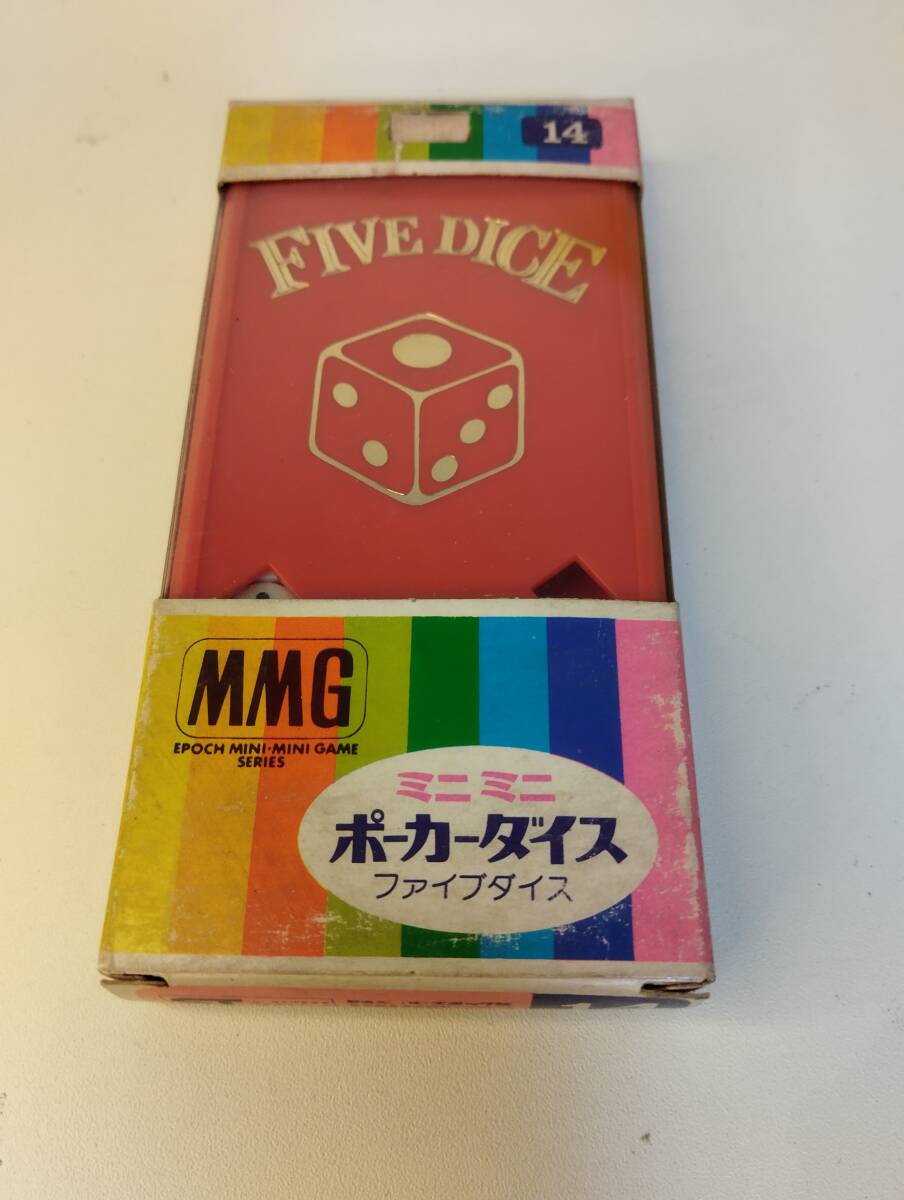 14
FIVE DICE
MMG
EPOCH MINI·MINI GAME
SERIES
ミニ ミニ
ポーカーダイス
ファイブダイス